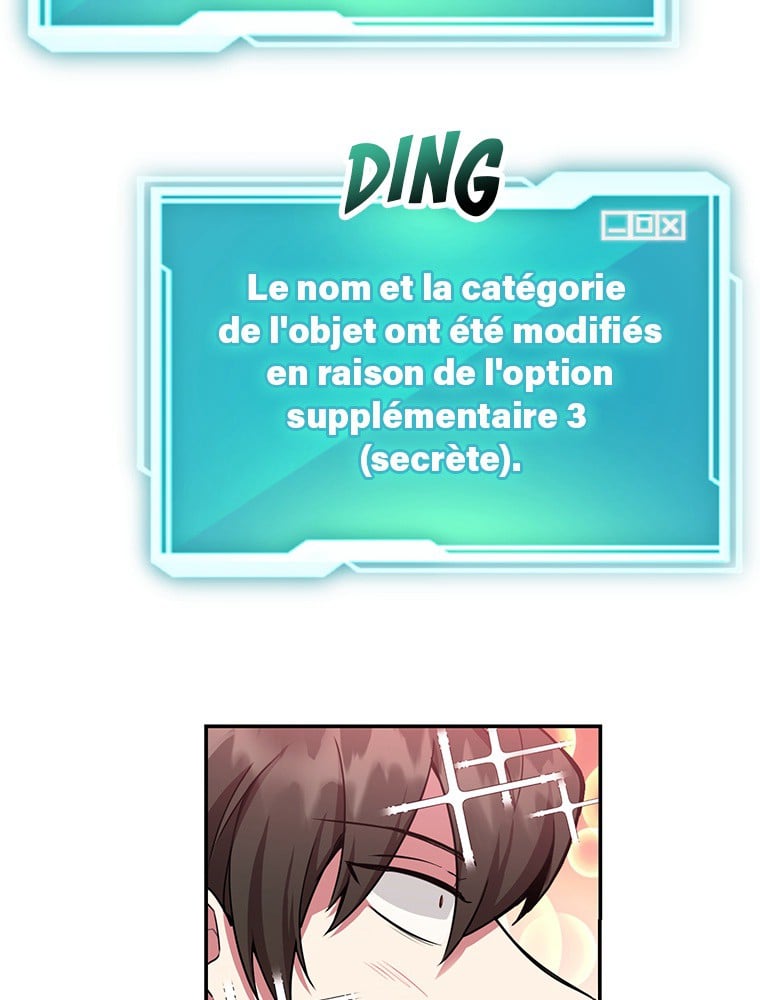 DING
Le nom et la catégorie
de l'objet ont été modifiés
en raison de l'option
supplémentaire 3
(secrète).